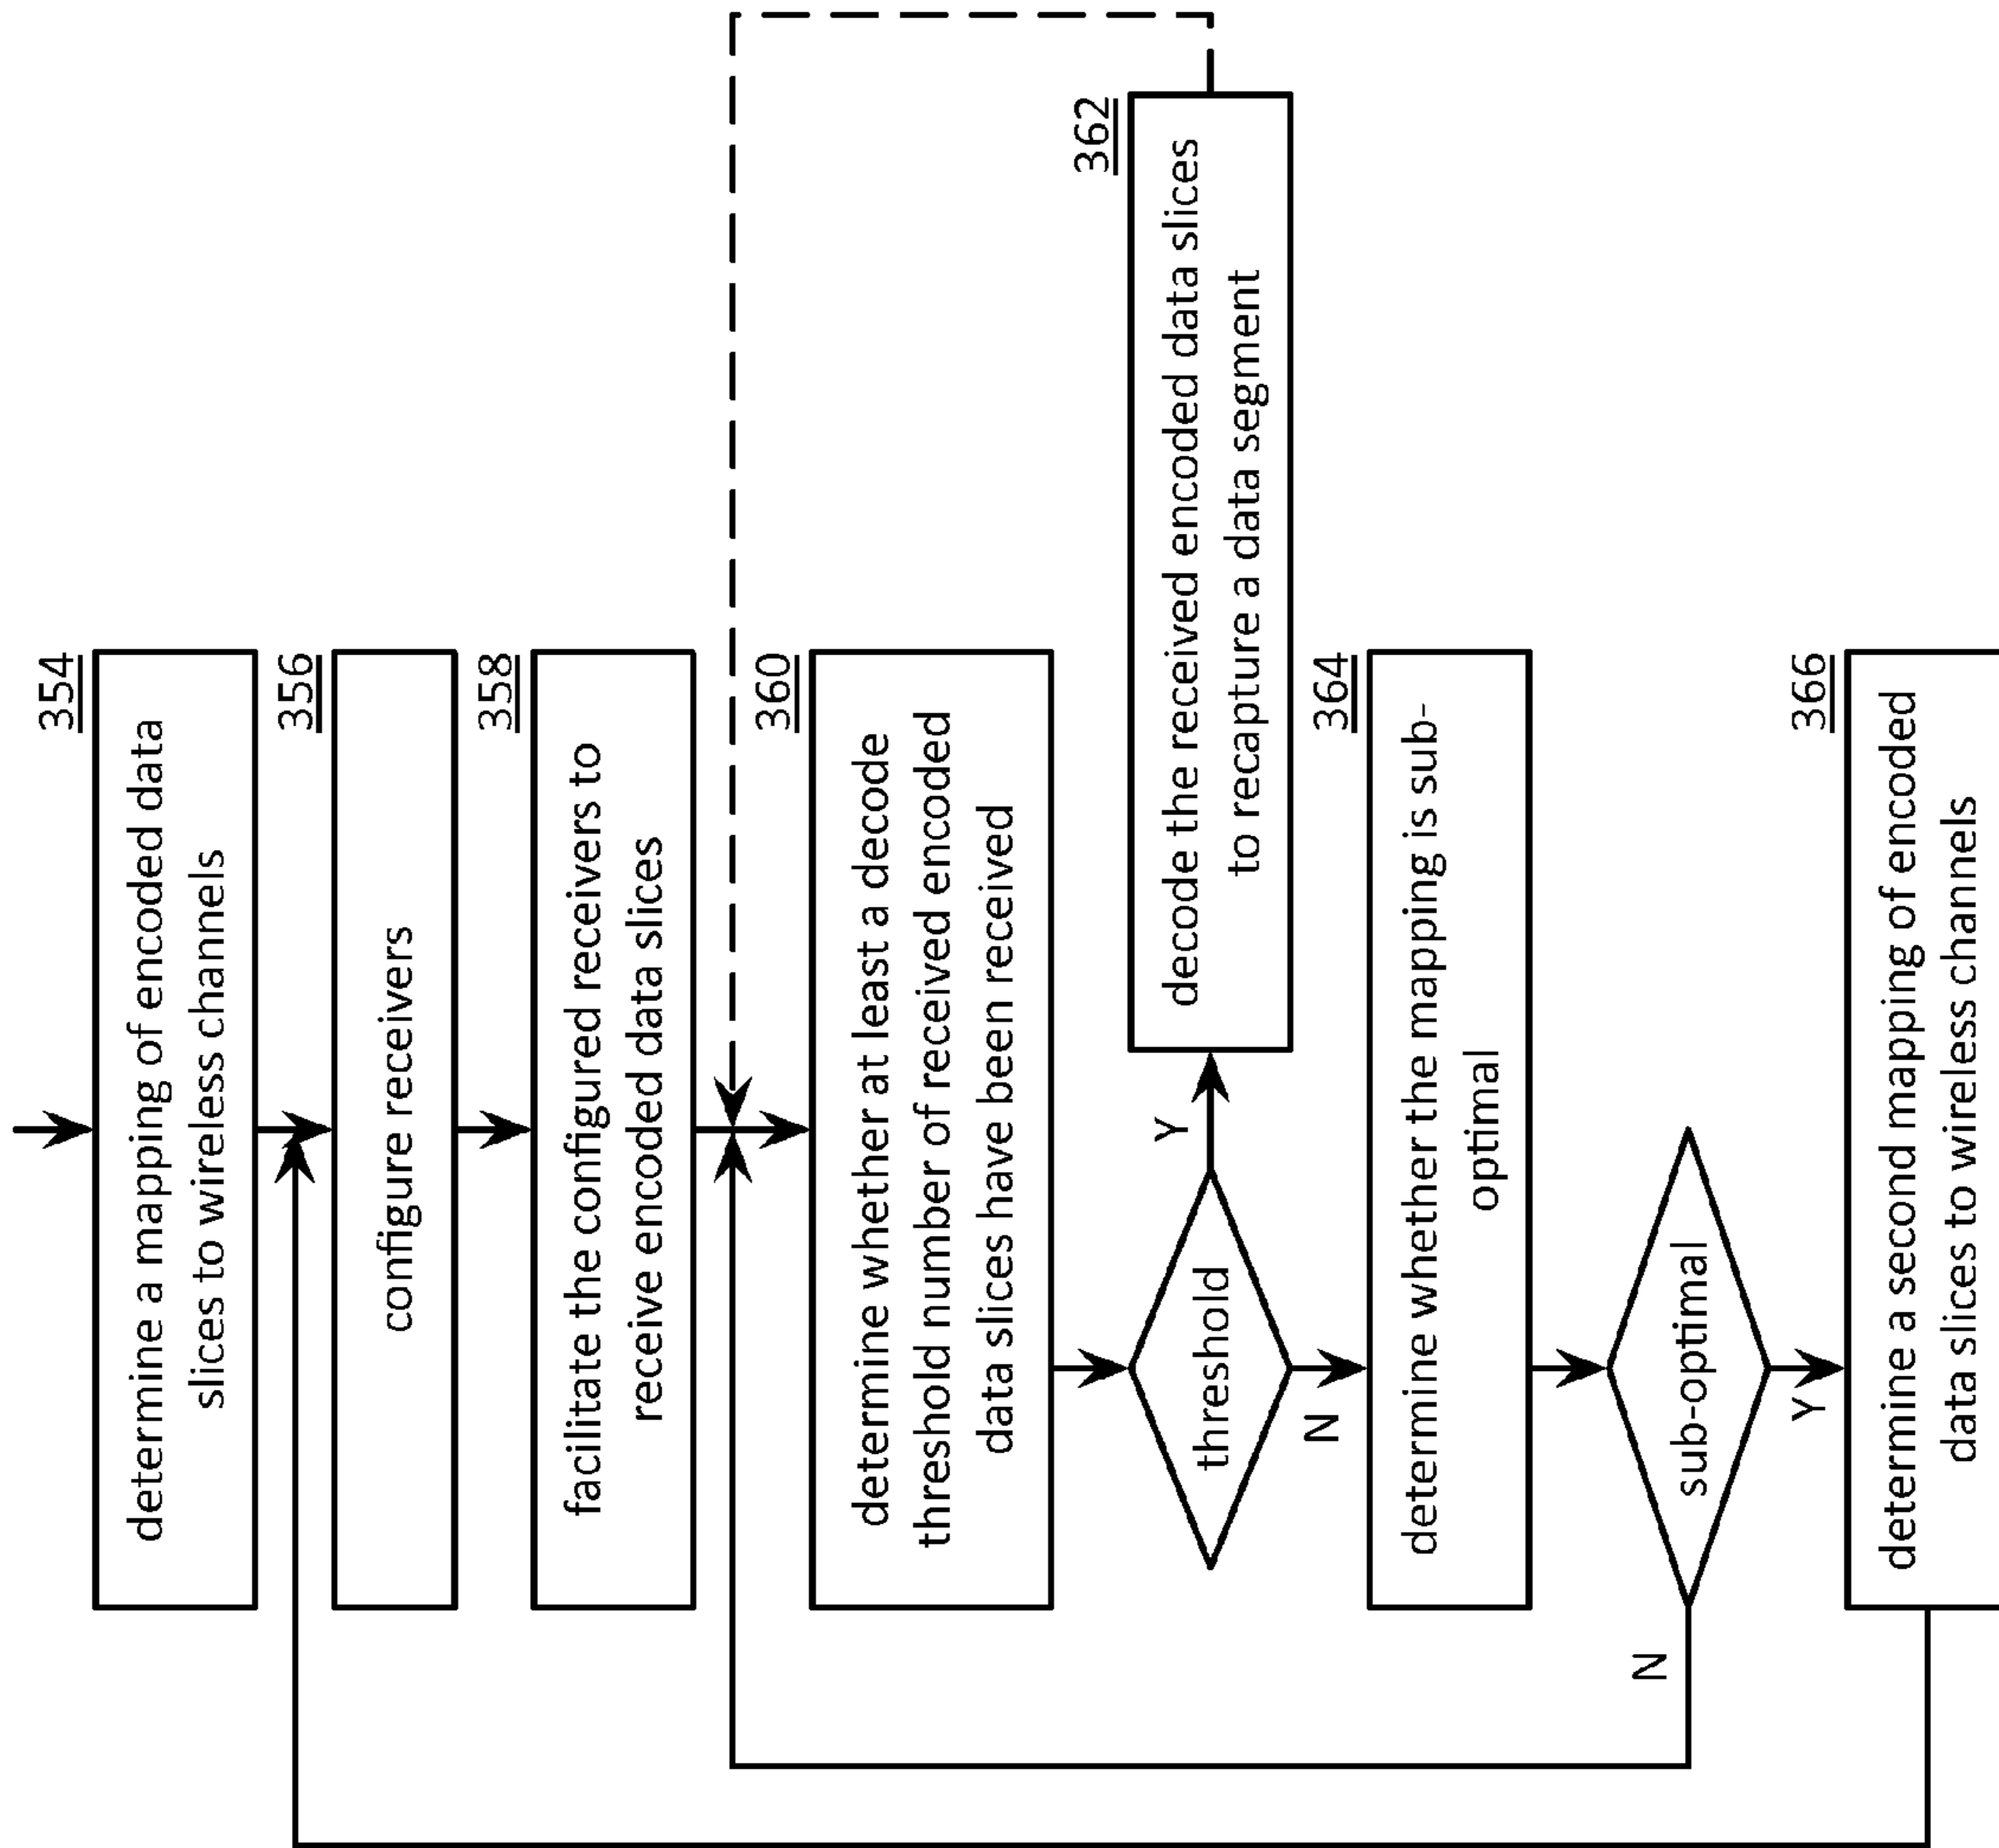 354
determine a mapping of encoded data
slices to wireless channels
356
configure receivers
358
facilitate the configured receivers to
receive encoded data slices
360
determine whether at least a decode
threshold number of received encoded
data slices have been received
threshold
Y
362
decode the received encoded data slices
to recapture a data segment
N
364
determine whether the mapping is sub-
optimal
sub-optimal
N
Y
366
determine a second mapping of encoded
data slices to wireless channels